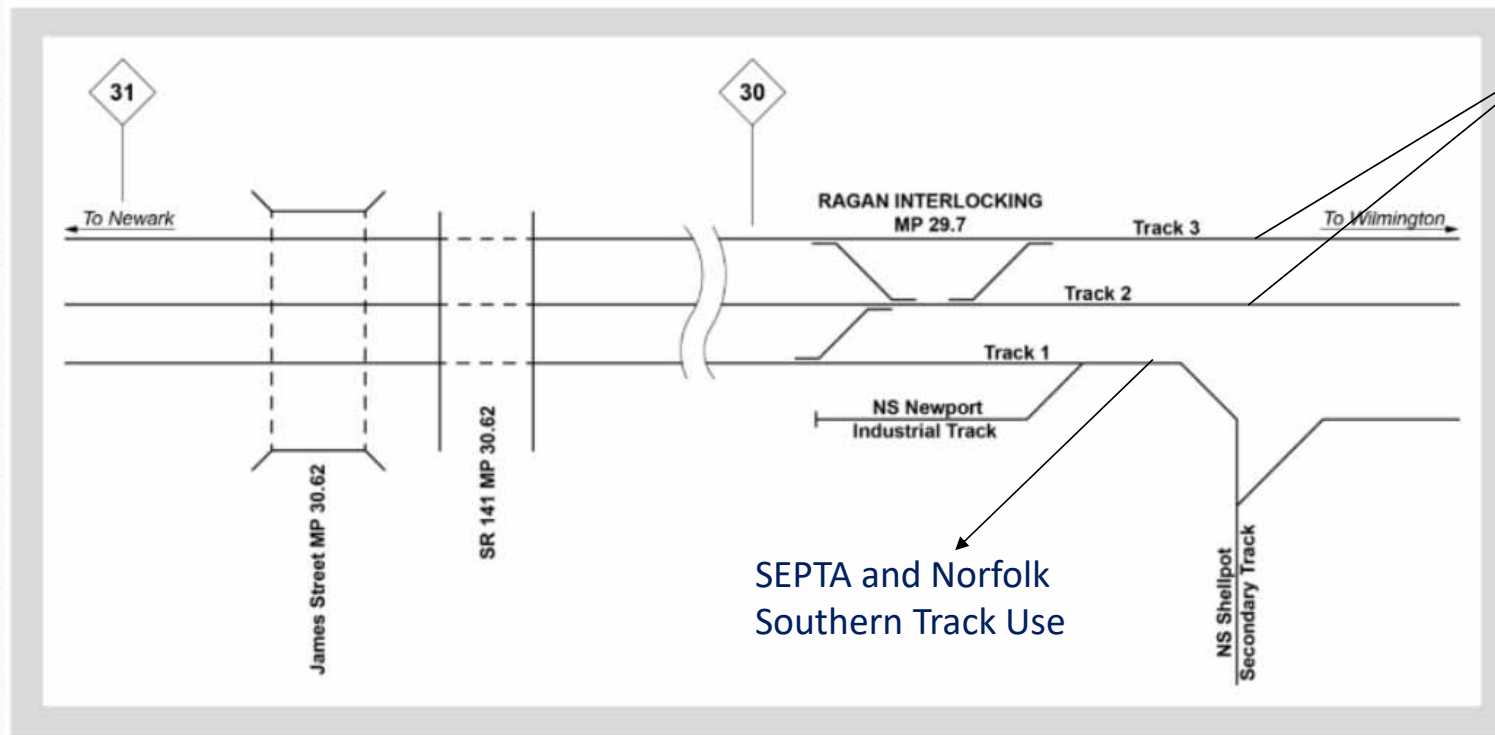 31
30
To Newark
RAGAN INTERLOCKING
MP 29.7
Track 3
To Wilmington
Track 2
Track 1
NS Newport
Industrial Track
James Street MP 30.62
SR 141 MP 30.62
SEPTA and Norfolk
Southern Track Use
NS Shellpot
Secondary Track